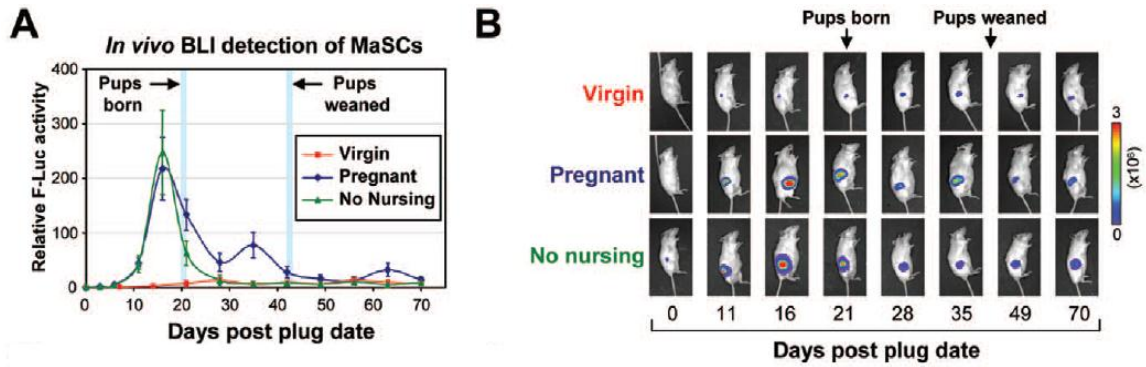 A
In vivo BLI detection of MaSCs
400
300
200
100
0
Relative F-Luc activity
Pups
born
Pups
weaned
Virgin
Pregnant
No Nursing
0 10 20 30 40 50 60 70
Days post plug date
B
Pups born
Pups weaned
Virgin
Pregnant
No nursing
3
(x10⁶)
0
0 11 16 21 28 35 49 70
Days post plug date